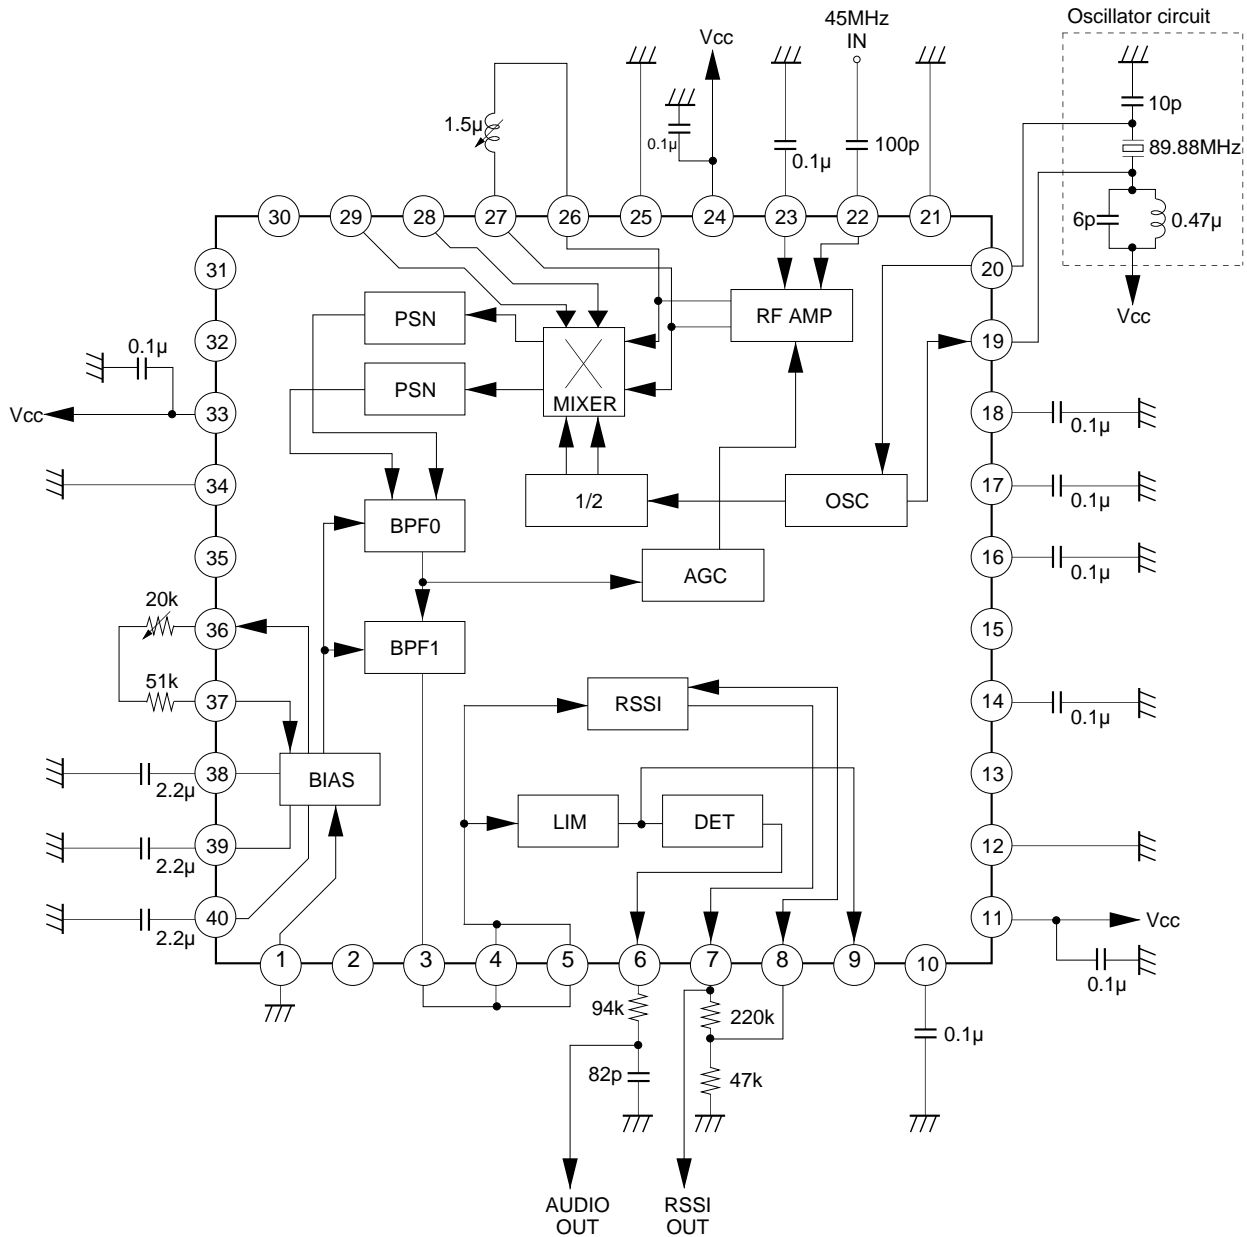 Oscillator circuit
45MHz
IN
Vcc
10p
1.5µ
0.1µ
0.1µ
100p
89.88MHz
6p
0.47µ
Vcc
30
29
28
27
26
25
24
23
22
21
31
20
PSN
RF AMP
32
0.1µ
19
PSN
MIXER
Vcc
33
18
0.1µ
34
1/2
OSC
17
0.1µ
BPF0
35
AGC
16
0.1µ
20k
36
BPF1
15
51k
37
RSSI
14
0.1µ
38
2.2µ
BIAS
13
LIM
DET
39
2.2µ
12
40
2.2µ
11
Vcc
1
2
3
4
5
6
7
8
9
10
0.1µ
94k
220k
0.1µ
82p
47k
AUDIO
OUT
RSSI
OUT